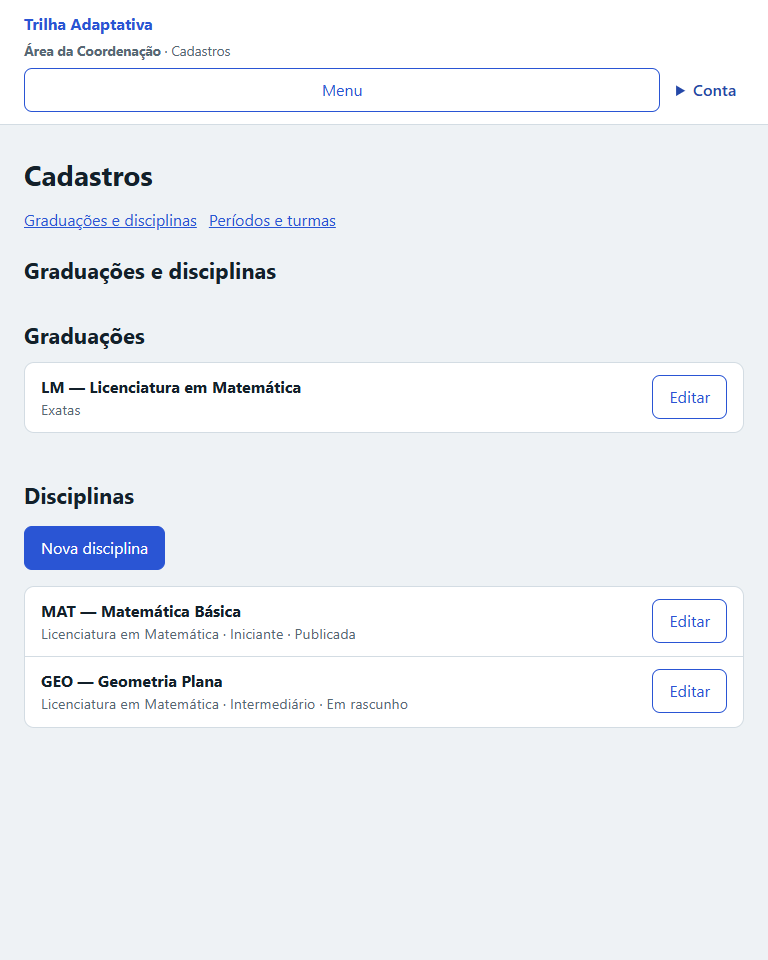 Trilha Adaptativa
Área da Coordenação · Cadastros
Menu
Conta
Cadastros
Graduações e disciplinas Períodos e turmas
Graduações e disciplinas
Graduações
LM — Licenciatura em Matemática
Exatas
Editar
Disciplinas
Nova disciplina
MAT — Matemática Básica
Licenciatura em Matemática · Iniciante · Publicada
Editar
GEO — Geometria Plana
Licenciatura em Matemática · Intermediário · Em rascunho
Editar